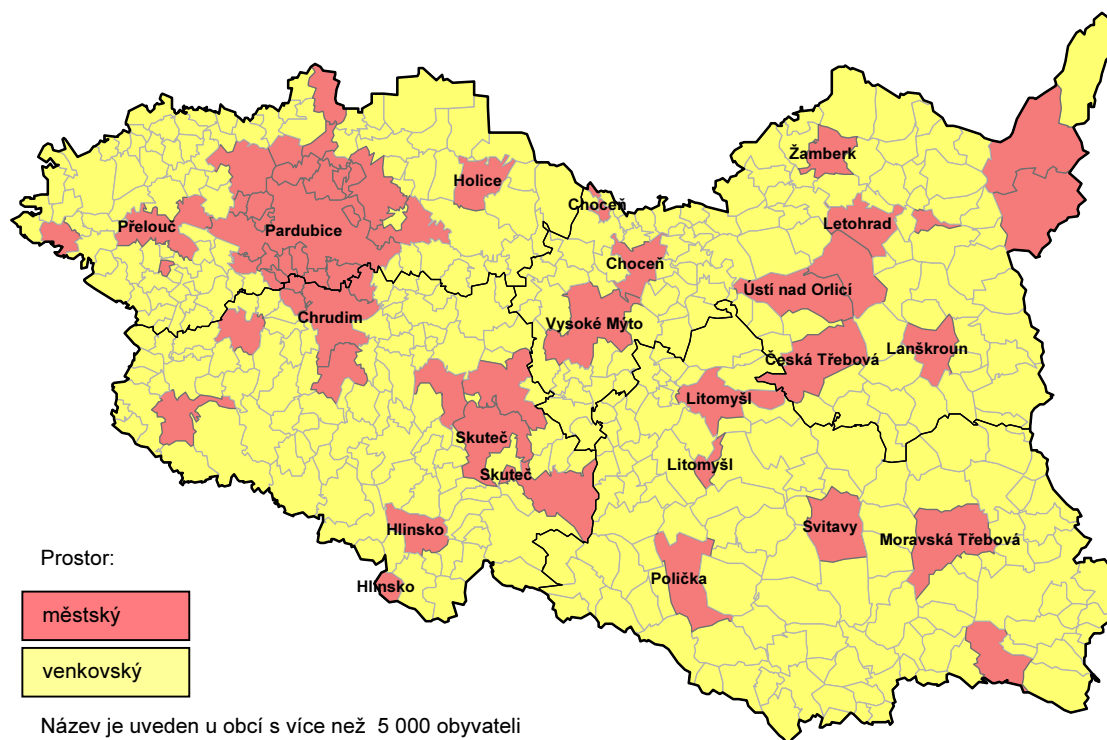 Žamberk
Holice
Choceň
Letohrad
Přelouč
Pardubice
Choceň
Ústí nad Orlicí
Chrudim
Vysoké Mýto
Lanškroun
Česká Třebová
Litomyšl
Skuteč
Litomyšl
Skuteč
Svitavy
Hlinsko
Moravská Třebová
Polička
Hlinsko
Prostor:
městský
venkovský
Název je uveden u obcí s více než 5 000 obyvateli